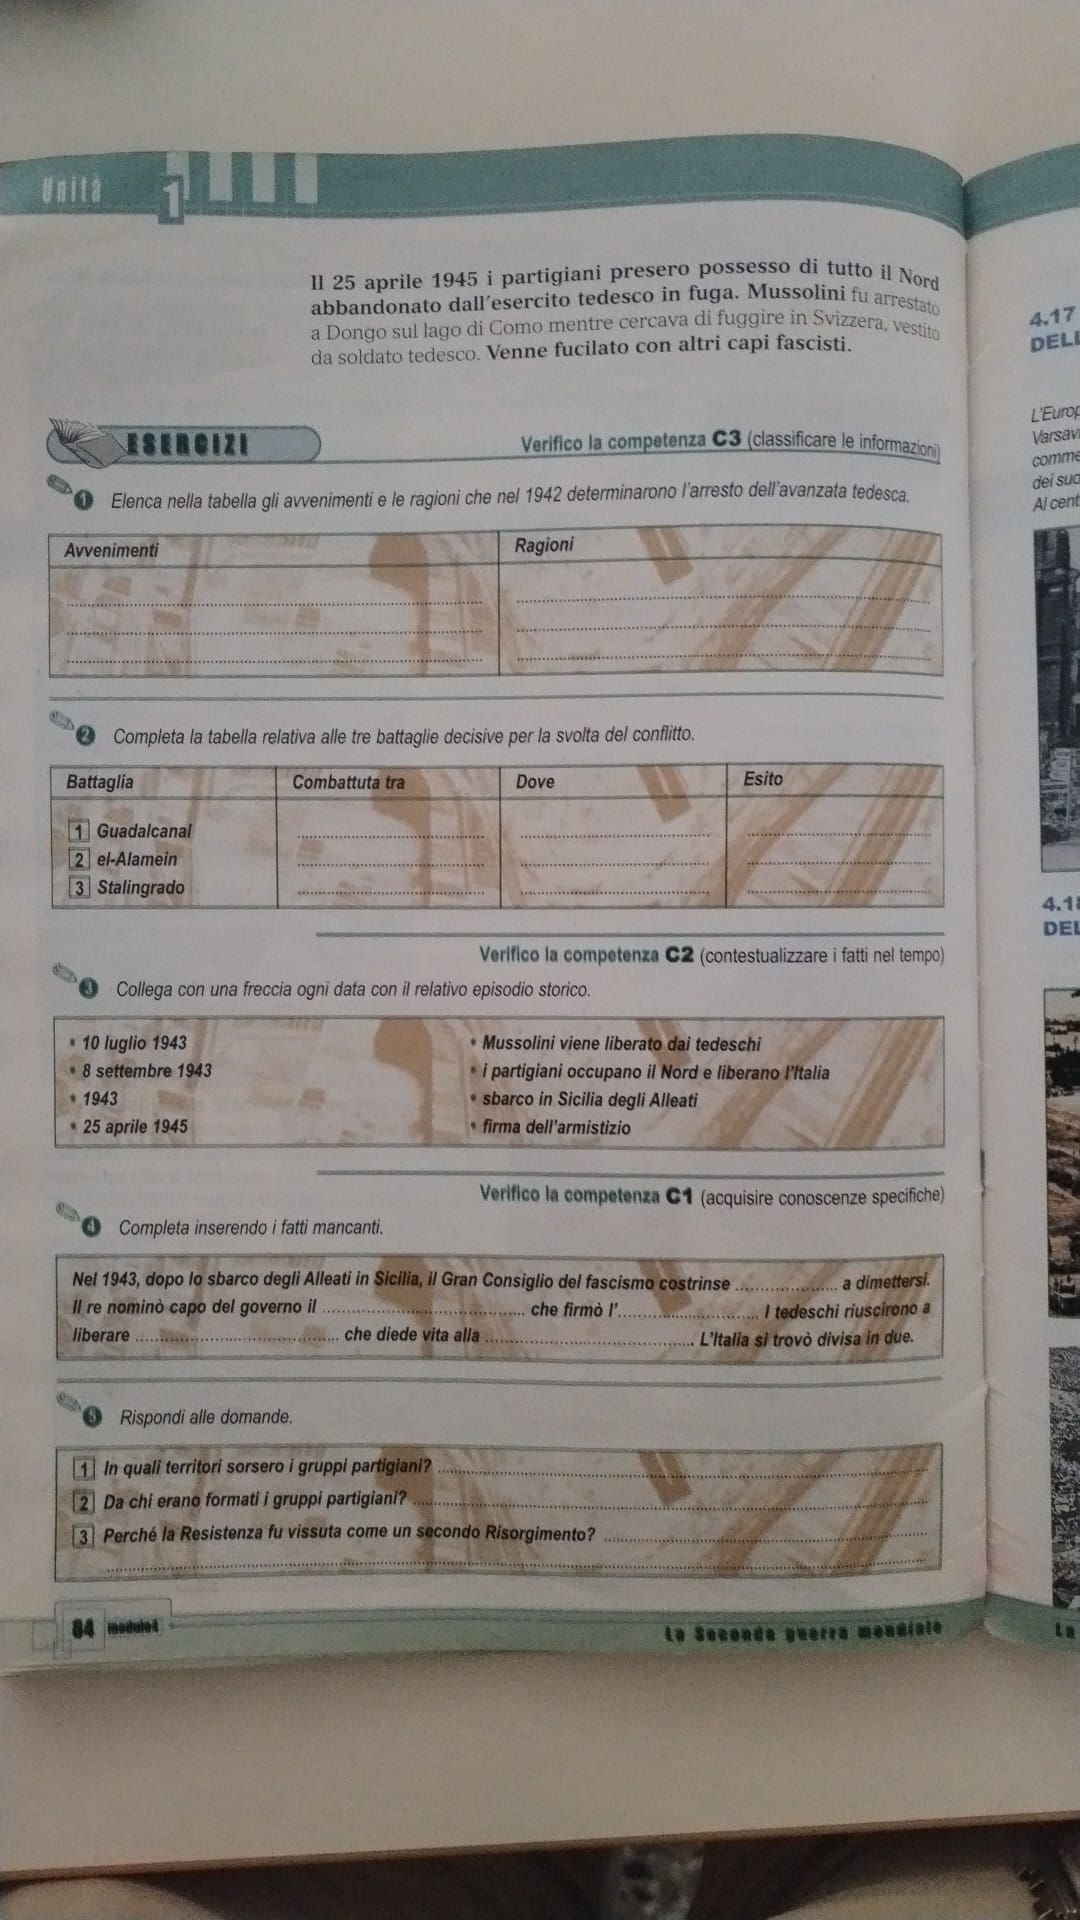 Unità 1
Il 25 aprile 1945 i partigiani presero possesso di tutto il Nord
abbandonato dall'esercito tedesco in fuga. Mussolini fu arrestato
a Dongo sul lago di Como mentre cercava di fuggire in Svizzera, vestito
da soldato tedesco. Venne fucilato con altri capi fascisti.
ESERCIZI
Verifico la competenza C3 (classificare le informazioni)
1 Elenca nella tabella gli avvenimenti e le ragioni che nel 1942 determinarono l'arresto dell'avanzata tedesca.
Avvenimenti Ragioni
2 Completa la tabella relativa alle tre battaglie decisive per la svolta del conflitto.
Battaglia Combattuta tra Dove Esito
1 Guadalcanal
2 el-Alamein
3 Stalingrado
Verifico la competenza C2 (contestualizzare i fatti nel tempo)
3 Collega con una freccia ogni data con il relativo episodio storico.
• 10 luglio 1943 • Mussolini viene liberato dai tedeschi
• 8 settembre 1943 • i partigiani occupano il Nord e liberano l'Italia
• 1943 • sbarco in Sicilia degli Alleati
• 25 aprile 1945 • firma dell'armistizio
Verifico la competenza C1 (acquisire conoscenze specifiche)
4 Completa inserendo i fatti mancanti.
Nel 1943, dopo lo sbarco degli Alleati in Sicilia, il Gran Consiglio del fascismo costrinse .................. a dimettersi.
Il re nominò capo del governo il .................................... che firmò l'......................... I tedeschi riuscirono a
liberare .................................... che diede vita alla ..................................... L'Italia si trovò divisa in due.
5 Rispondi alle domande.
1 In quali territori sorsero i gruppi partigiani?
2 Da chi erano formati i gruppi partigiani?
3 Perché la Resistenza fu vissuta come un secondo Risorgimento?
84 modulo4
La Seconda guerra mondiale
4.17
DELL
L'Europ
Varsav
comme
dei suo
Al cent
4.18
DEL
La